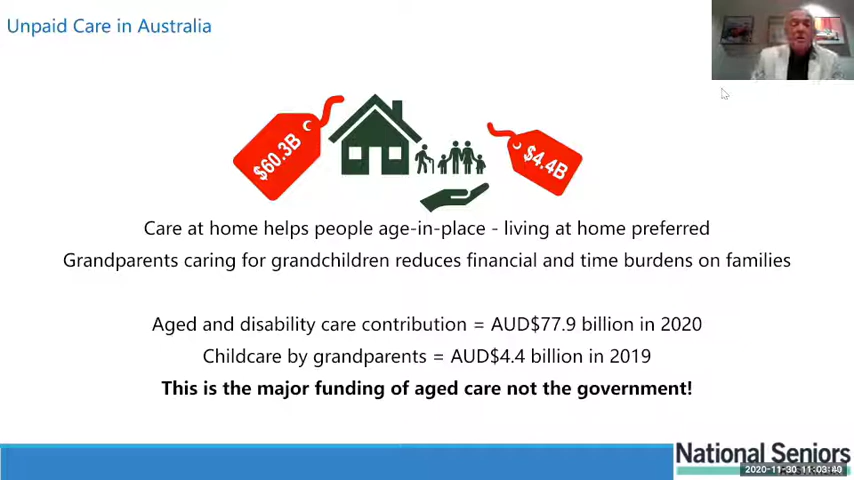 Unpaid Care in Australia
$60.3B
$4.4B
Care at home helps people age-in-place - living at home preferred
Grandparents caring for grandchildren reduces financial and time burdens on families
Aged and disability care contribution = AUD$77.9 billion in 2020
Childcare by grandparents = AUD$4.4 billion in 2019
This is the major funding of aged care not the government!
National Seniors
2020-11-30 11:03:40